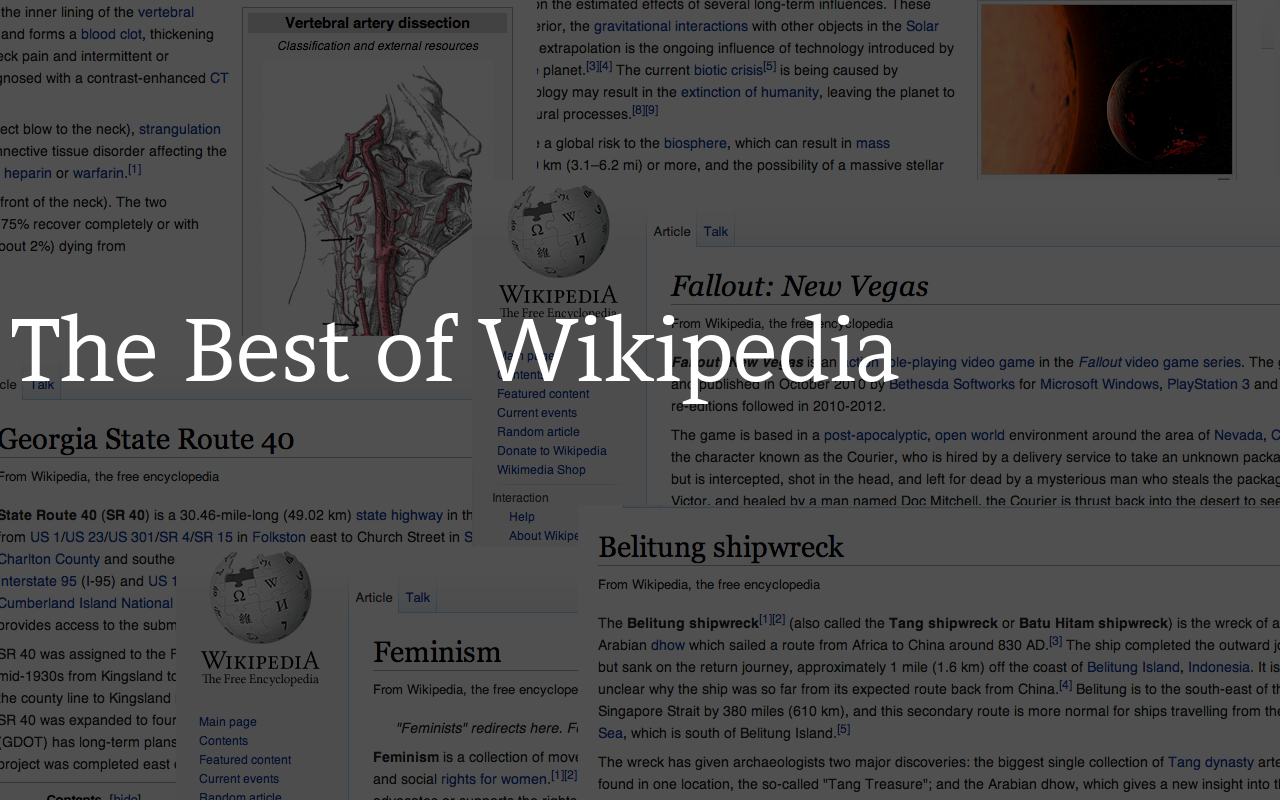 the inner lining of the vertebral
and forms a blood clot, thickening
eck pain and intermittent or
gnosed with a contrast-enhanced CT
ect blow to the neck), strangulation
nnective tissue disorder affecting the
heparin or warfarin.[1]
front of the neck). The two
75% recover completely or with
bout 2%) dying from
Vertebral artery dissection
Classification and external resources
on the estimated effects of several long-term influences. These
erior, the gravitational interactions with other objects in the Solar
extrapolation is the ongoing influence of technology introduced by
planet.[3][4] The current biotic crisis[5] is being caused by
ology may result in the extinction of humanity, leaving the planet to
ural processes.[8][9]
e a global risk to the biosphere, which can result in mass
km (3.1–6.2 mi) or more, and the possibility of a massive stellar
Ω W И 維 7
WIKIPEDIA
The Free Encyclopedia
Main page
Contents
Featured content
Current events
Random article
Donate to Wikipedia
Wikimedia Shop
Interaction
Help
About Wikipe
Article Talk
Fallout: New Vegas
From Wikipedia, the free encyclopedia
Fallout: New Vegas is an action role-playing video game in the Fallout video game series. The g
and published in October 2010 by Bethesda Softworks for Microsoft Windows, PlayStation 3 and
re-editions followed in 2010-2012.
The game is based in a post-apocalyptic, open world environment around the area of Nevada, C
the character known as the Courier, who is hired by a delivery service to take an unknown packa
but is intercepted, shot in the head, and left for dead by a mysterious man who steals the packag
Victor, and healed by a man named Doc Mitchell, the Courier is thrust back into the desert to see
The Best of Wikipedia
cle Talk
Georgia State Route 40
From Wikipedia, the free encyclopedia
State Route 40 (SR 40) is a 30.46-mile-long (49.02 km) state highway in th
from US 1/US 23/US 301/SR 4/SR 15 in Folkston east to Church Street in S
Charlton County and southe
Interstate 95 (I-95) and US 1
Cumberland Island National
provides access to the subm
SR 40 was assigned to the F
mid-1930s from Kingsland to
the county line to Kingsland
SR 40 was expanded to four
(GDOT) has long-term plans
project was completed east o
Contents [hide]
Ω W И 維 7
WIKIPEDIA
The Free Encyclopedia
Main page
Contents
Featured content
Current events
Random article
Article Talk
Feminism
From Wikipedia, the free encyclope
"Feminists" redirects here. Fo
Feminism is a collection of move
and social rights for women.[1][2]
advocates or supports the rights
Belitung shipwreck
From Wikipedia, the free encyclopedia
The Belitung shipwreck[1][2] (also called the Tang shipwreck or Batu Hitam shipwreck) is the wreck of a
Arabian dhow which sailed a route from Africa to China around 830 AD.[3] The ship completed the outward jo
but sank on the return journey, approximately 1 mile (1.6 km) off the coast of Belitung Island, Indonesia. It is
unclear why the ship was so far from its expected route back from China.[4] Belitung is to the south-east of th
Singapore Strait by 380 miles (610 km), and this secondary route is more normal for ships travelling from the
Sea, which is south of Belitung Island.[5]
The wreck has given archaeologists two major discoveries: the biggest single collection of Tang dynasty arte
found in one location, the so-called "Tang Treasure"; and the Arabian dhow, which gives a new insight into th